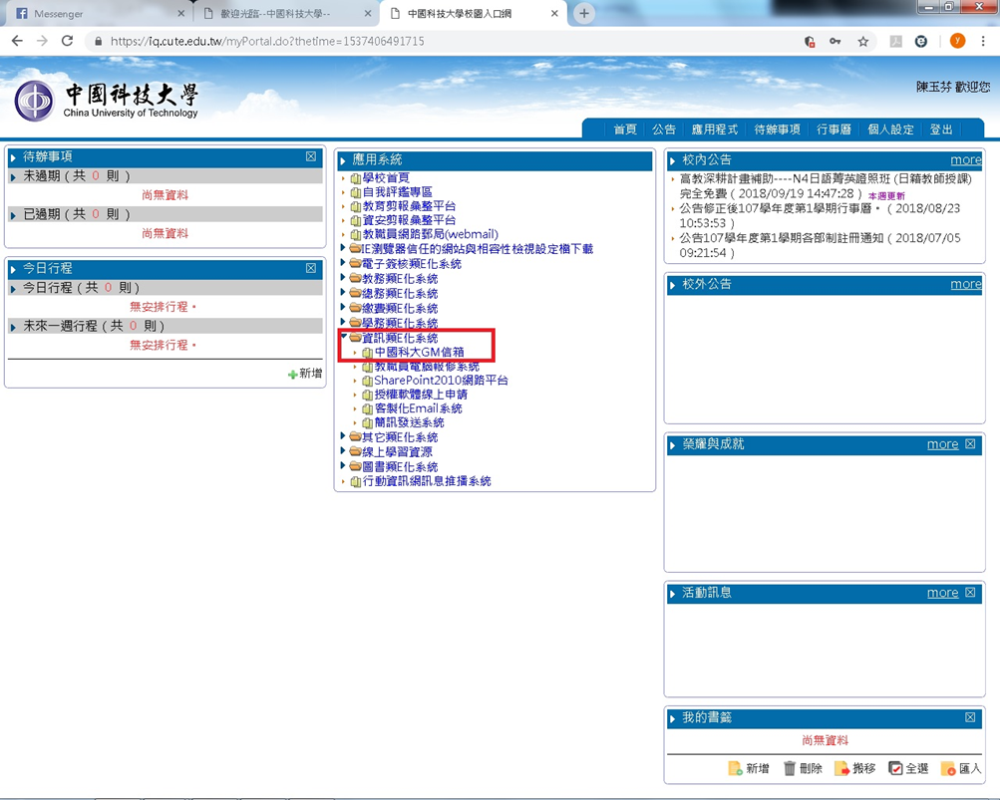 Messenger
歡迎光臨--中國科技大學--
中國科技大學校園入口網
https://iq.cute.edu.tw/myPortal.do?thetime=1537406491715
y
中國科技大學
China University of Technology
陳玉芬 歡迎您
首頁 公告 應用程式 待辦事項 行事曆 個人設定 登出
待辦事項
未過期 ( 共 0 則 )
尚無資料
已過期 ( 共 0 則 )
尚無資料
今日行程
今日行程 ( 共 0 則 )
無安排行程。
未來一週行程 ( 共 0 則 )
無安排行程。
新增
應用系統
學校首頁
自我評鑑專區
教育剪報彙整平台
資安剪報彙整平台
教職員網路郵局(webmail)
IE瀏覽器信任的網站與相容性檢視設定檔下載
電子簽核類E化系統
教務類E化系統
總務類E化系統
繳費類E化系統
學務類E化系統
資訊類E化系統
中國科大GM信箱
教職員電腦報修系統
SharePoint2010網路平台
授權軟體線上申請
客製化Email系統
簡訊發送系統
其它類E化系統
線上學習資源
圖書類E化系統
行動資訊網訊息推播系統
校內公告 more
高教深耕計畫補助----N4日語菁英證照班 (日籍教師授課)
完全免費 ( 2018/09/19 14:47:28 ) 本週更新
公告修正後107學年度第1學期行事曆。 ( 2018/08/23
10:53:53 )
公告107學年度第1學期各部制註冊通知 ( 2018/07/05
09:21:54 )
校外公告 more
榮耀與成就 more
活動訊息 more
我的書籤
尚無資料
新增 刪除 搬移 全選 匯入